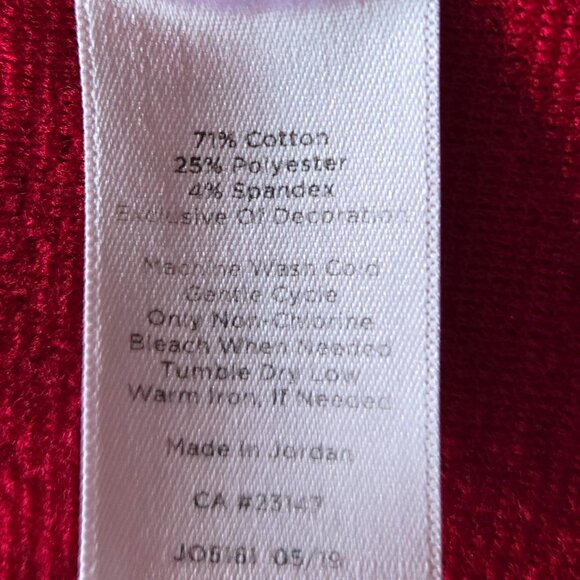 71% Cotton
25% Polyester
4% Spandex
Exclusive Of Decoration
Machine Wash Cold
Gentle Cycle
Only Non-Chlorine
Bleach When Needed
Tumble Dry Low
Warm Iron, If Needed
Made In Jordan
CA #23147
JO5161 05/19